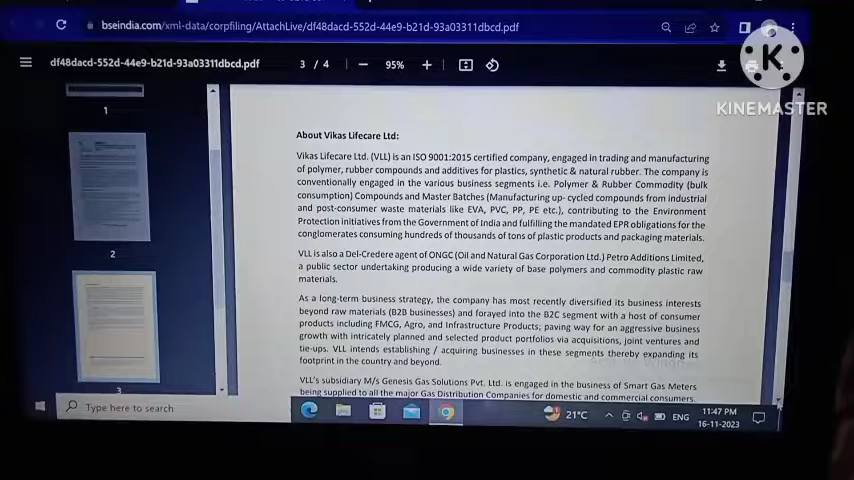 bseindia.com/xml-data/corpfiling/AttachLive/df48dacd-552d-44e9-b21d-93a03311dbcd.pdf
df48dacd-552d-44e9-b21d-93a03311dbcd.pdf
3 / 4
95%
K
KINEMASTER
1
2
3
About Vikas Lifecare Ltd:
Vikas Lifecare Ltd. (VLL) is an ISO 9001:2015 certified company, engaged in trading and manufacturing
of polymer, rubber compounds and additives for plastics, synthetic & natural rubber. The company is
conventionally engaged in the various business segments i.e. Polymer & Rubber Commodity (bulk
consumption) Compounds and Master Batches (Manufacturing up- cycled compounds from industrial
and post-consumer waste materials like EVA, PVC, PP, PE etc.), contributing to the Environment
Protection initiatives from the Government of India and fulfilling the mandated EPR obligations for the
conglomerates consuming hundreds of thousands of tons of plastic products and packaging materials.
VLL is also a Del-Credere agent of ONGC (Oil and Natural Gas Corporation Ltd.) Petro Additions Limited,
a public sector undertaking producing a wide variety of base polymers and commodity plastic raw
materials.
As a long-term business strategy, the company has most recently diversified its business interests
beyond raw materials (B2B businesses) and forayed into the B2C segment with a host of consumer
products including FMCG, Agro, and Infrastructure Products; paving way for an aggressive business
growth with intricately planned and selected product portfolios via acquisitions, joint ventures and
tie-ups. VLL intends establishing / acquiring businesses in these segments thereby expanding its
footprint in the country and beyond.
VLL's subsidiary M/s Genesis Gas Solutions Pvt. Ltd. is engaged in the business of Smart Gas Meters
being supplied to all the major Gas Distribution Companies for domestic and commercial consumers.
Type here to search
21°C
ENG
11:47 PM
16-11-2023